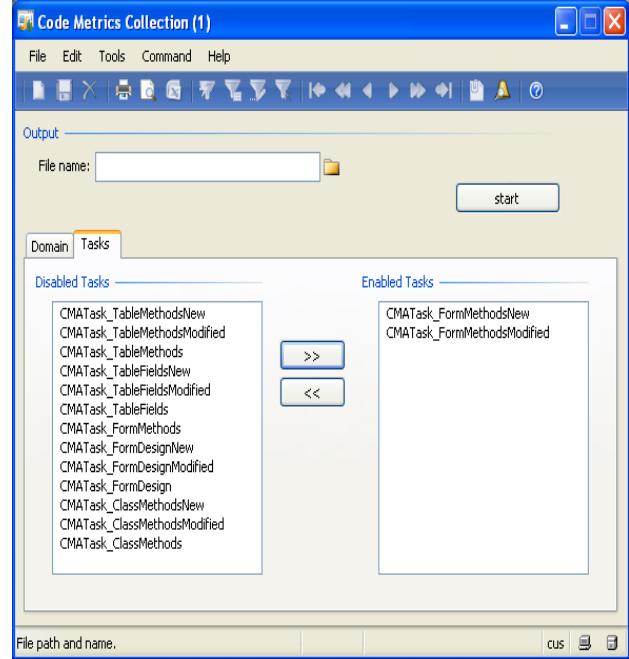 Code Metrics Collection (1)
File Edit Tools Command Help
Output
File name:
start
Domain Tasks
Disabled Tasks
CMATask_TableMethodsNew
CMATask_TableMethodsModified
CMATask_TableMethods
CMATask_TableFieldsNew
CMATask_TableFieldsModified
CMATask_TableFields
CMATask_FormMethods
CMATask_FormDesignNew
CMATask_FormDesignModified
CMATask_FormDesign
CMATask_ClassMethodsNew
CMATask_ClassMethodsModified
CMATask_ClassMethods
>>
<<
Enabled Tasks
CMATask_FormMethodsNew
CMATask_FormMethodsModified
File path and name.
cus